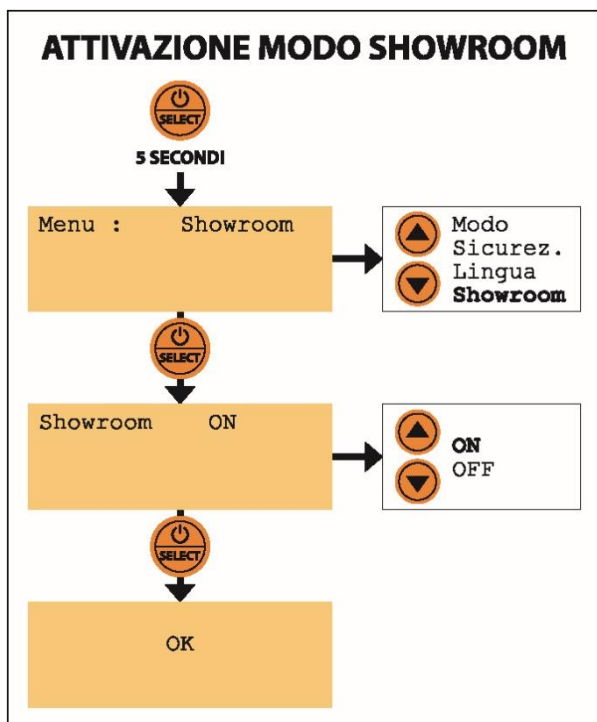 ATTIVAZIONE MODO SHOWROOM
SELECT
5 SECONDI
Menu : Showroom
Modo
Sicurez.
Lingua
Showroom
SELECT
Showroom ON
ON
OFF
SELECT
OK